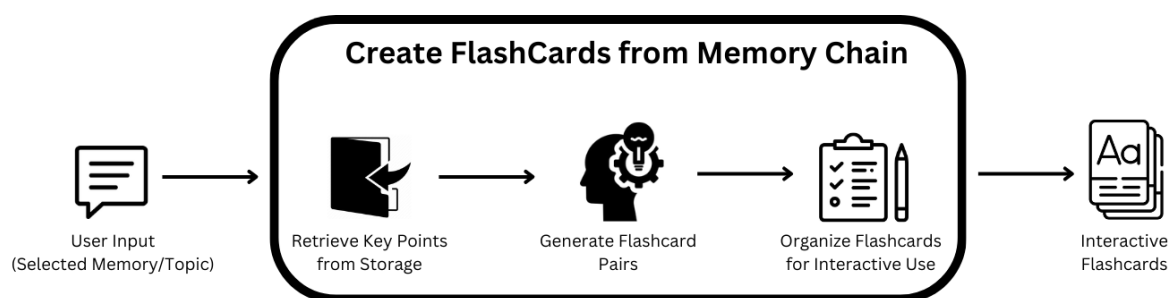 Create FlashCards from Memory Chain
User Input
(Selected Memory/Topic)
Retrieve Key Points
from Storage
Generate Flashcard
Pairs
Organize Flashcards
for Interactive Use
Aa
Interactive
Flashcards